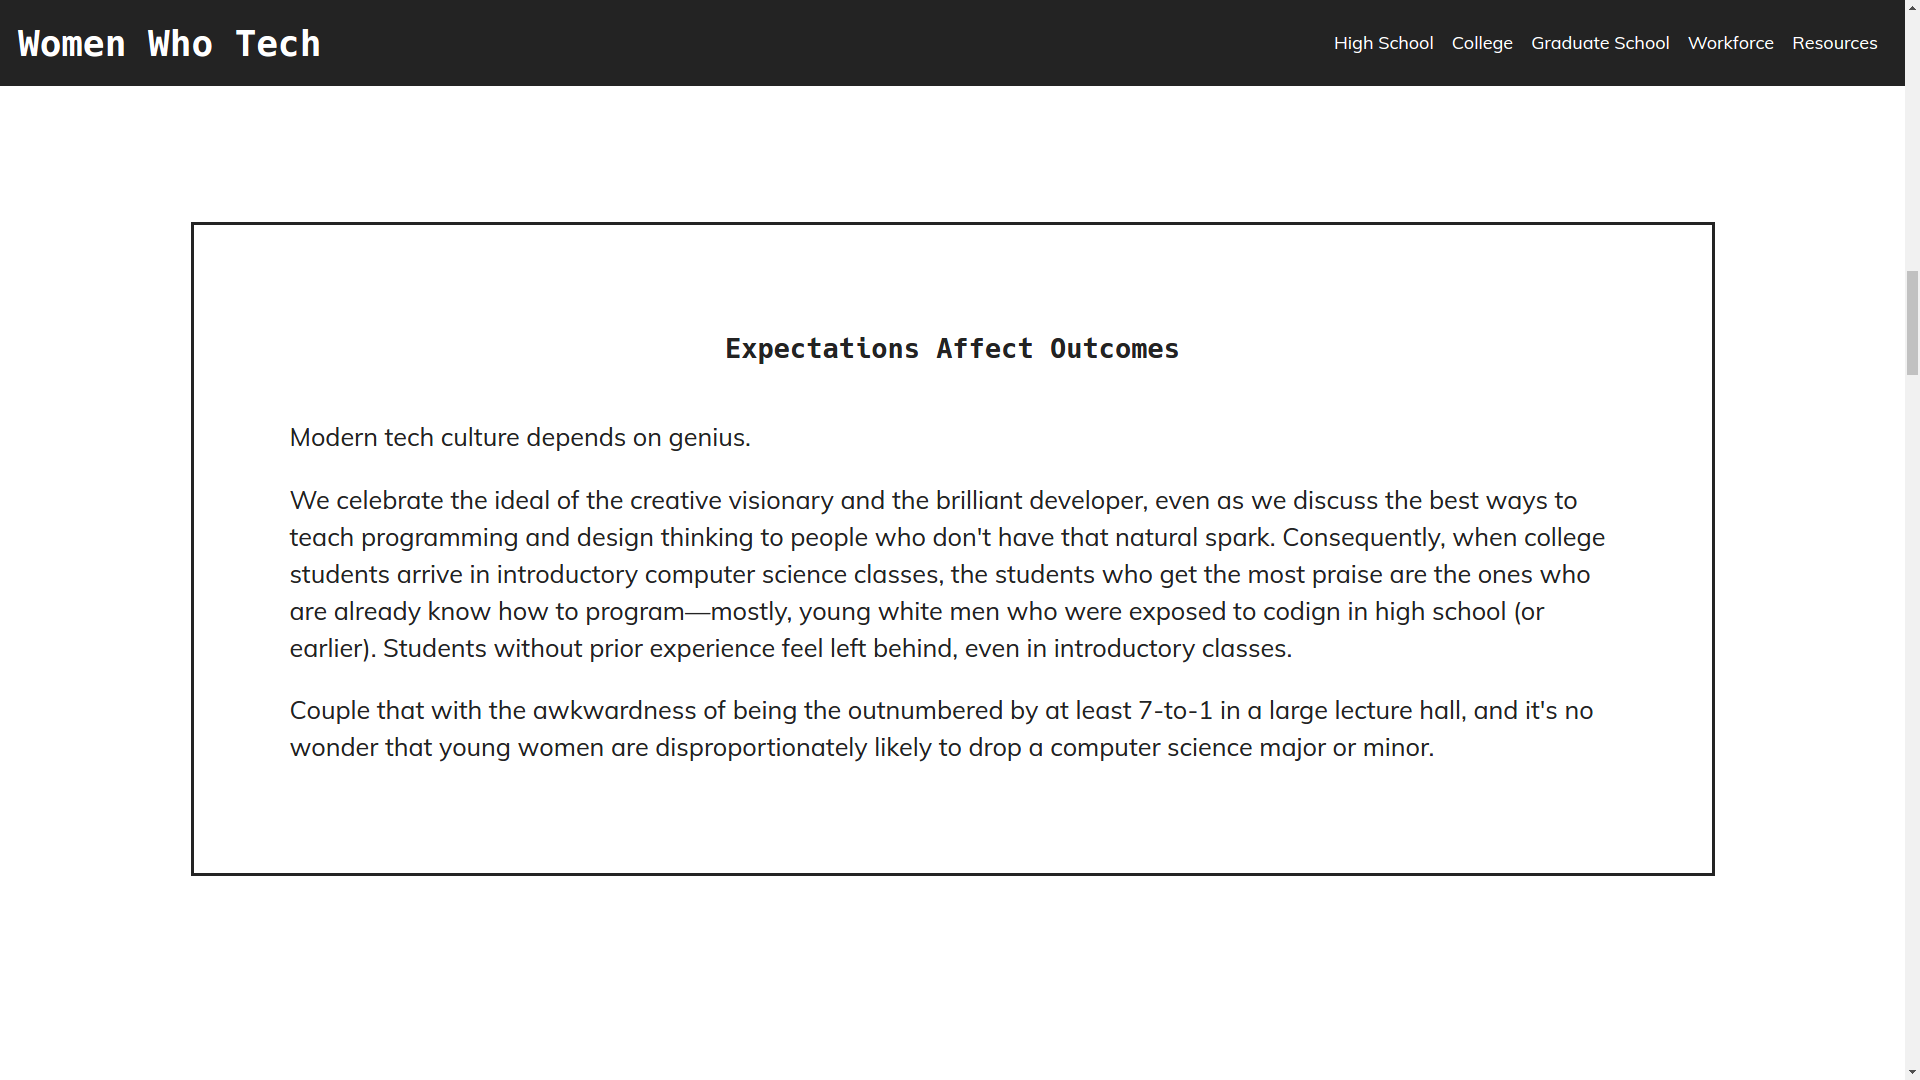 Women Who Tech
High School College Graduate School Workforce Resources
Expectations Affect Outcomes
Modern tech culture depends on genius.
We celebrate the ideal of the creative visionary and the brilliant developer, even as we discuss the best ways to
teach programming and design thinking to people who don't have that natural spark. Consequently, when college
students arrive in introductory computer science classes, the students who get the most praise are the ones who
are already know how to program—mostly, young white men who were exposed to codign in high school (or
earlier). Students without prior experience feel left behind, even in introductory classes.
Couple that with the awkwardness of being the outnumbered by at least 7-to-1 in a large lecture hall, and it's no
wonder that young women are disproportionately likely to drop a computer science major or minor.